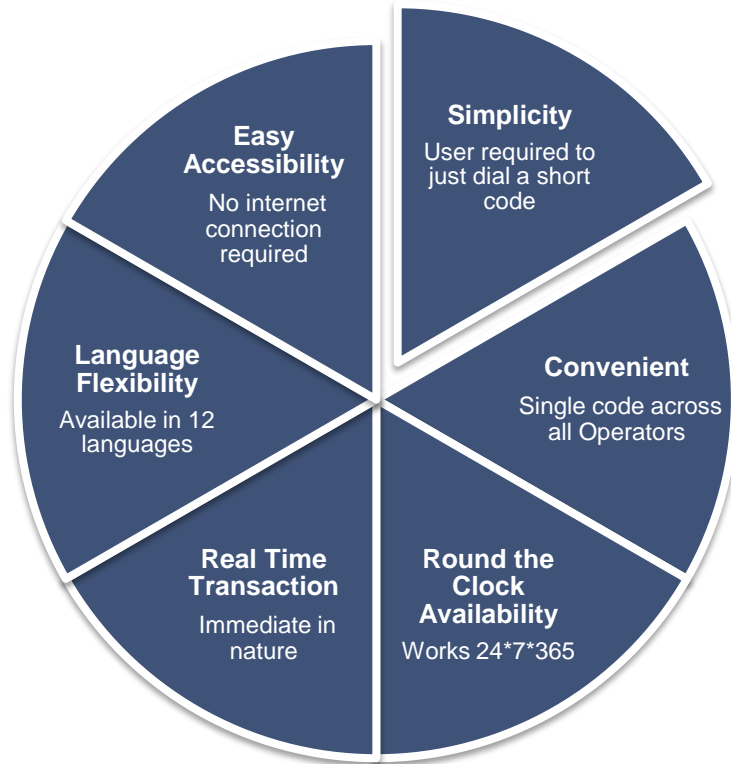 Simplicity
User required to
just dial a short
code
Convenient
Single code across
all Operators
Round the
Clock
Availability
Works 24*7*365
Real Time
Transaction
Immediate in
nature
Language
Flexibility
Available in 12
languages
Easy
Accessibility
No internet
connection
required